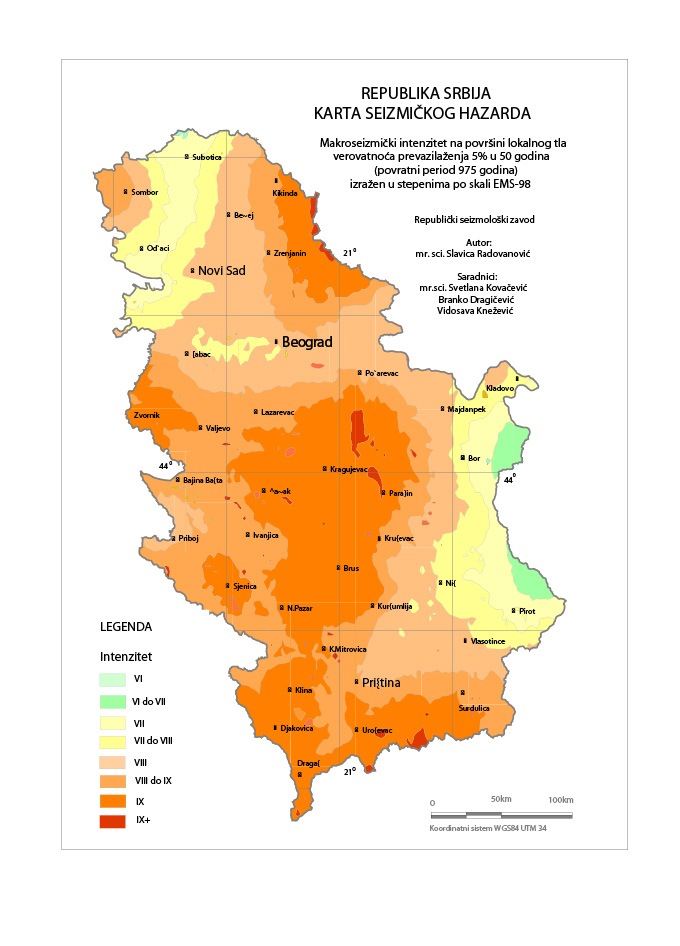 REPUBLIKA SRBIJA
KARTA SEIZMIČKOG HAZARDA
Makroseizmički intenzitet na površini lokalnog tla
verovatnoća prevazilaženja 5% u 50 godina
(povratni period 975 godina)
izražen u stepenima po skali EMS-98
Republički seizmološki zavod
Autor:
mr. sci. Slavica Radovanović
Saradnici:
mr.sci. Svetlana Kovačević
Branko Dragičević
Vidosava Knežević
Subotica
Sombor
Kikinda
Be~ej
Od`aci
Zrenjanin
21°
Novi Sad
Beograd
[abac
Po`arevac
Kladovo
Zvornik
Lazarevac
Majdanpek
Valjevo
Bor
44°
Kragujevac
Bajina Ba{ta
44°
^a~ak
Para}in
Priboj
Ivanjica
Kru{evac
Brus
Sjenica
Ni{
N.Pazar
Kur{umlija
Pirot
Vlasotince
K.Mitrovica
Pri{tina
Klina
Surdulica
Djakovica
Uro{evac
Draga{
21°
LEGENDA
Intenzitet
VI
VI do VII
VII
VII do VIII
VIII
VIII do IX
IX
IX+
0 50km 100km
Koordinatni sistem WGS84 UTM 34